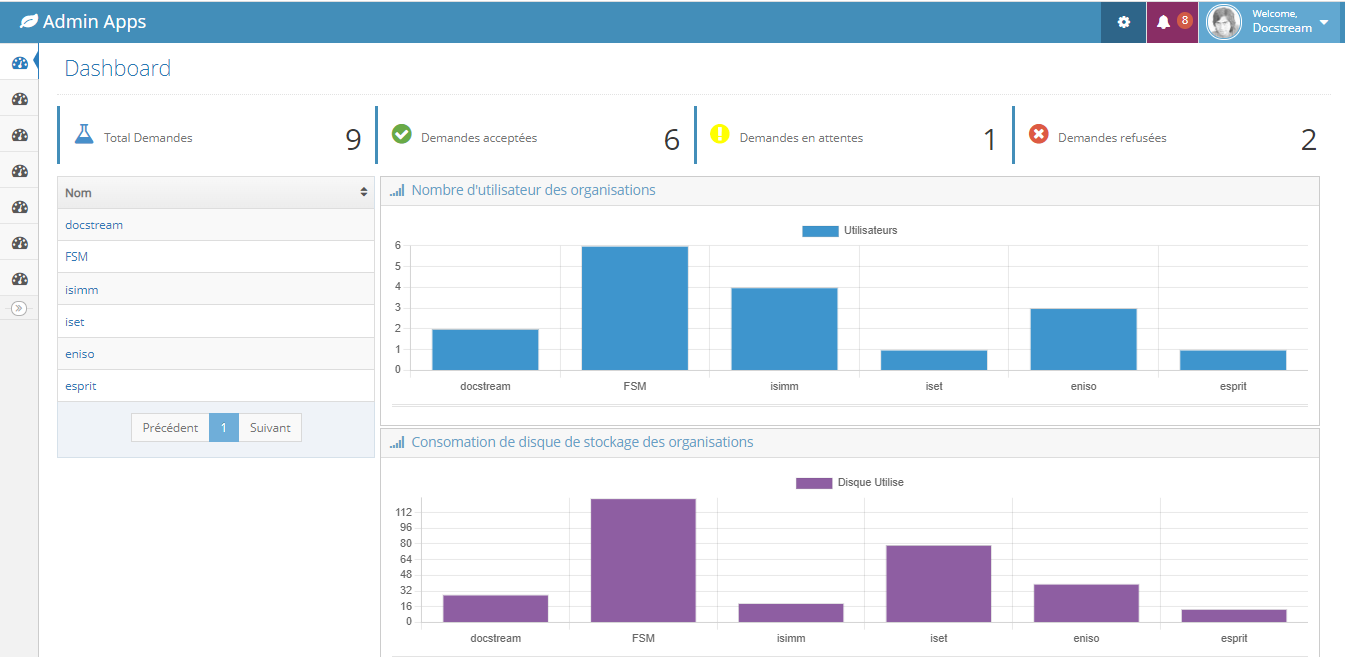 Admin Apps
8
Welcome,
Docstream
Dashboard
Total Demandes 9
Demandes acceptées 6
Demandes en attentes 1
Demandes refusées 2
Nom
docstream
FSM
isimm
iset
eniso
esprit
Précédent 1 Suivant
Nombre d'utilisateur des organisations
Utilisateurs
6
5
4
3
2
1
0
docstream FSM isimm iset eniso esprit
Consomation de disque de stockage des organisations
Disque Utilise
112
96
80
64
48
32
16
0
docstream FSM isimm iset eniso esprit